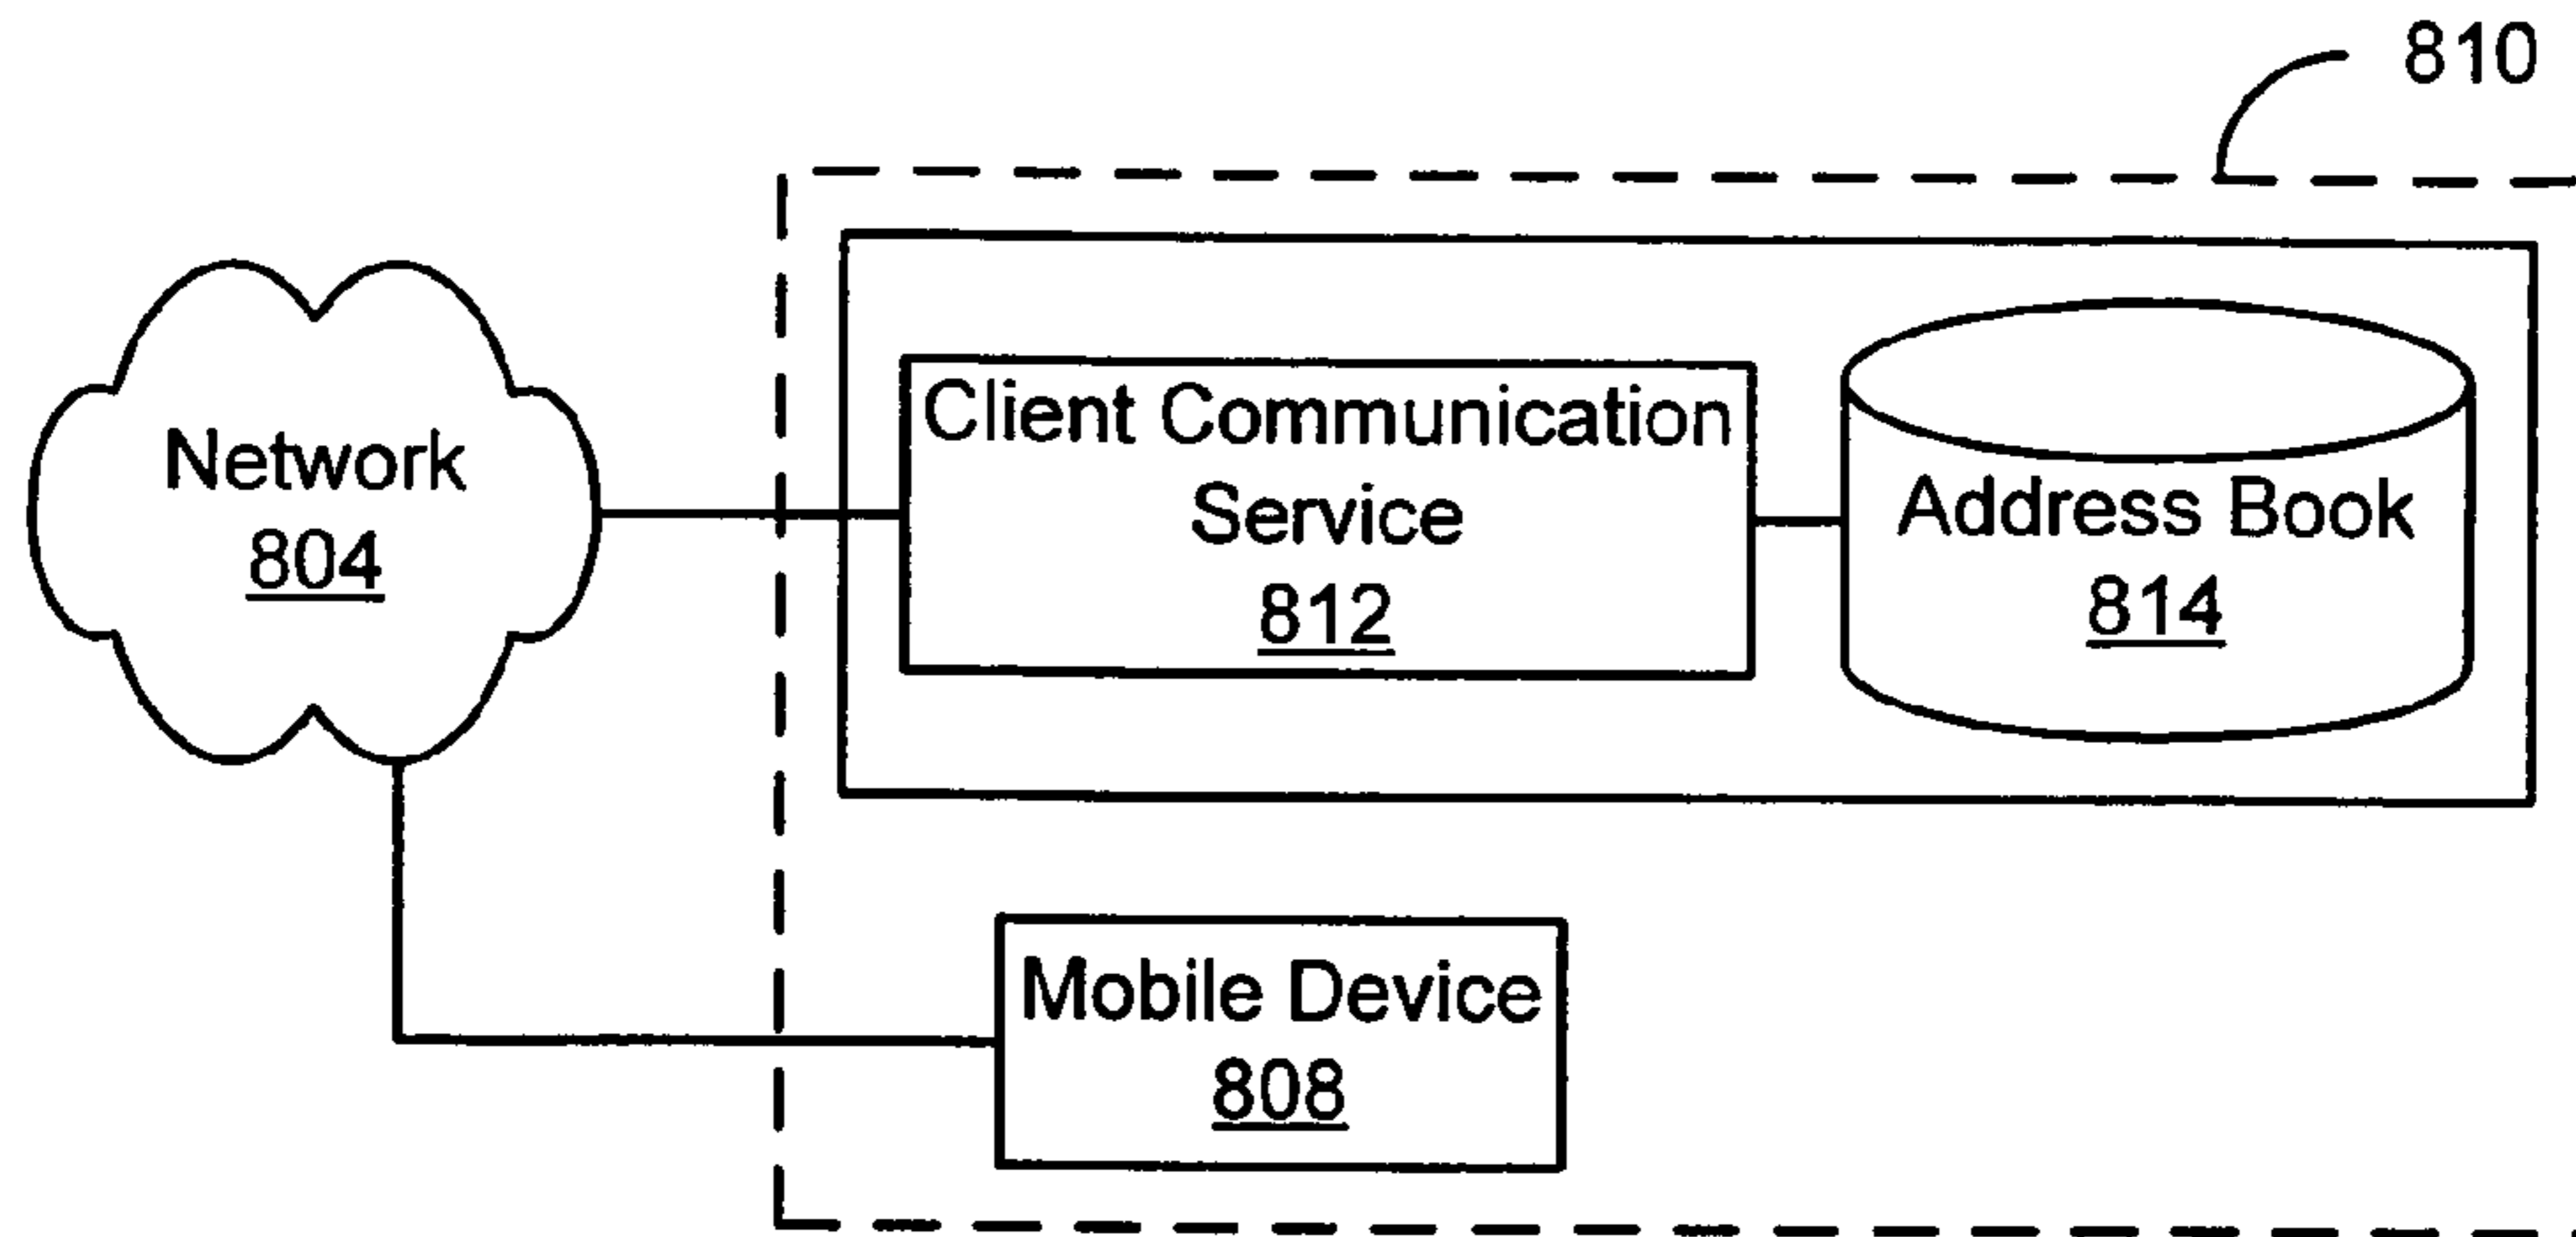 810
Network
804
Client Communication
Service
812
Address Book
814
Mobile Device
808